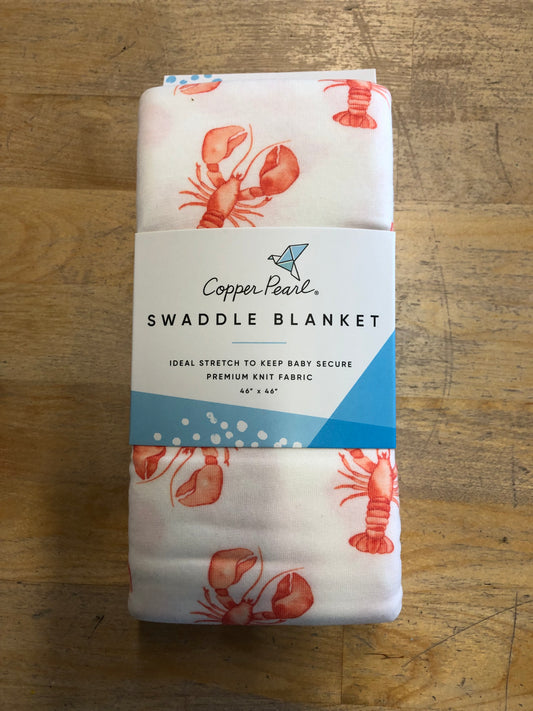 Copper Pearl®
SWADDLE BLANKET
IDEAL STRETCH TO KEEP BABY SECURE
PREMIUM KNIT FABRIC
46" x 46"